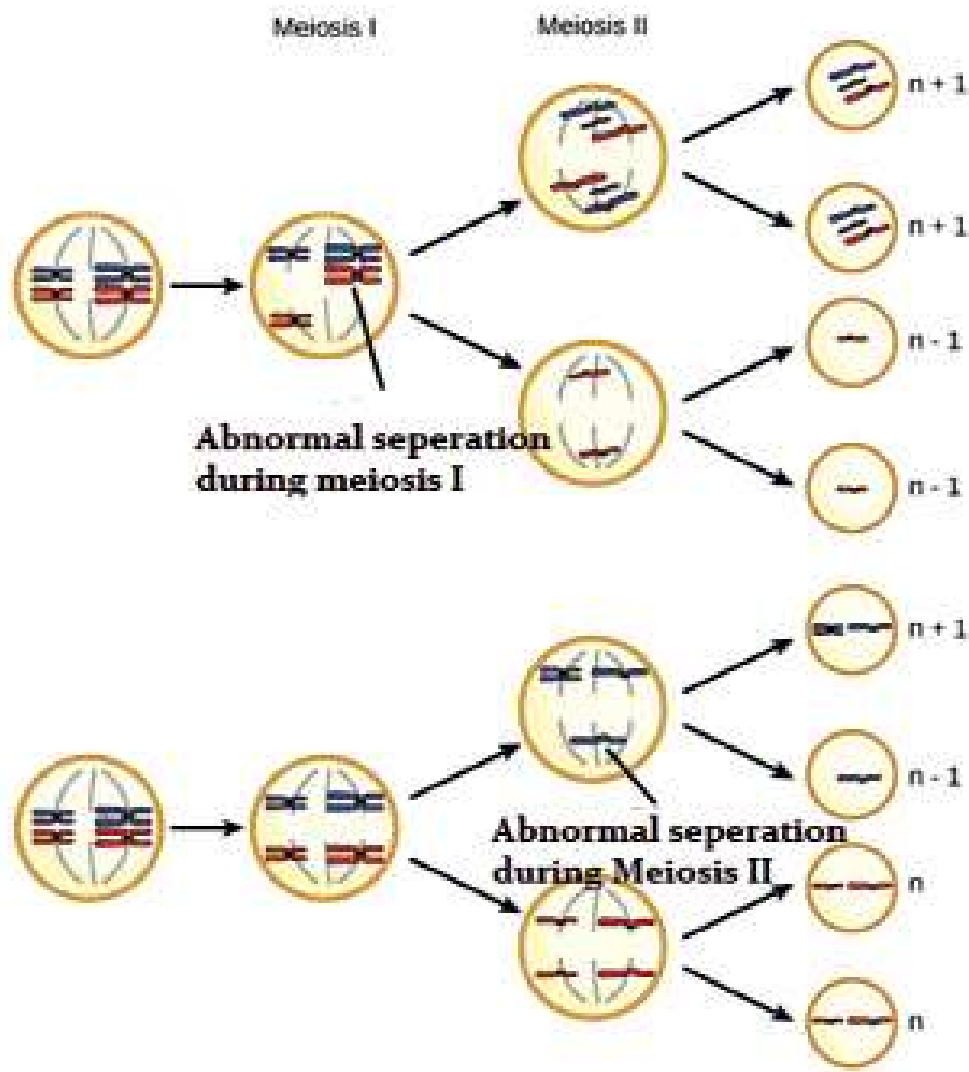 Meiosis I
Meiosis II
n + 1
n + 1
n - 1
Abnormal seperation
during meiosis I
n - 1
n + 1
n - 1
Abnormal seperation
during Meiosis II
n
n